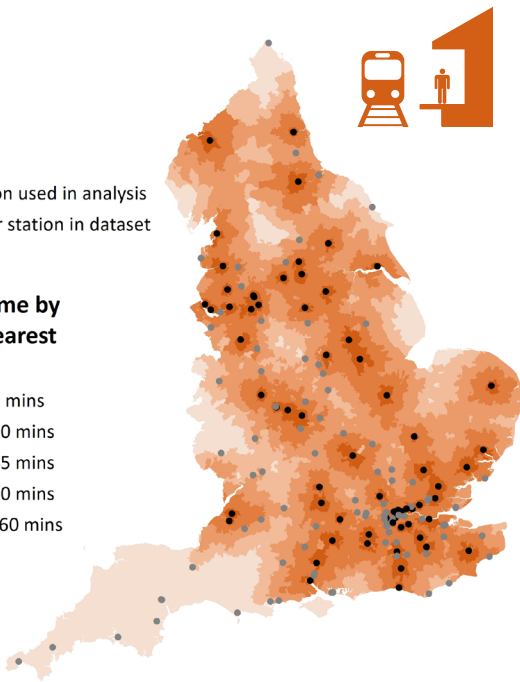 on used in analysis
r station in dataset
me by
earest
mins
0 mins
5 mins
0 mins
60 mins